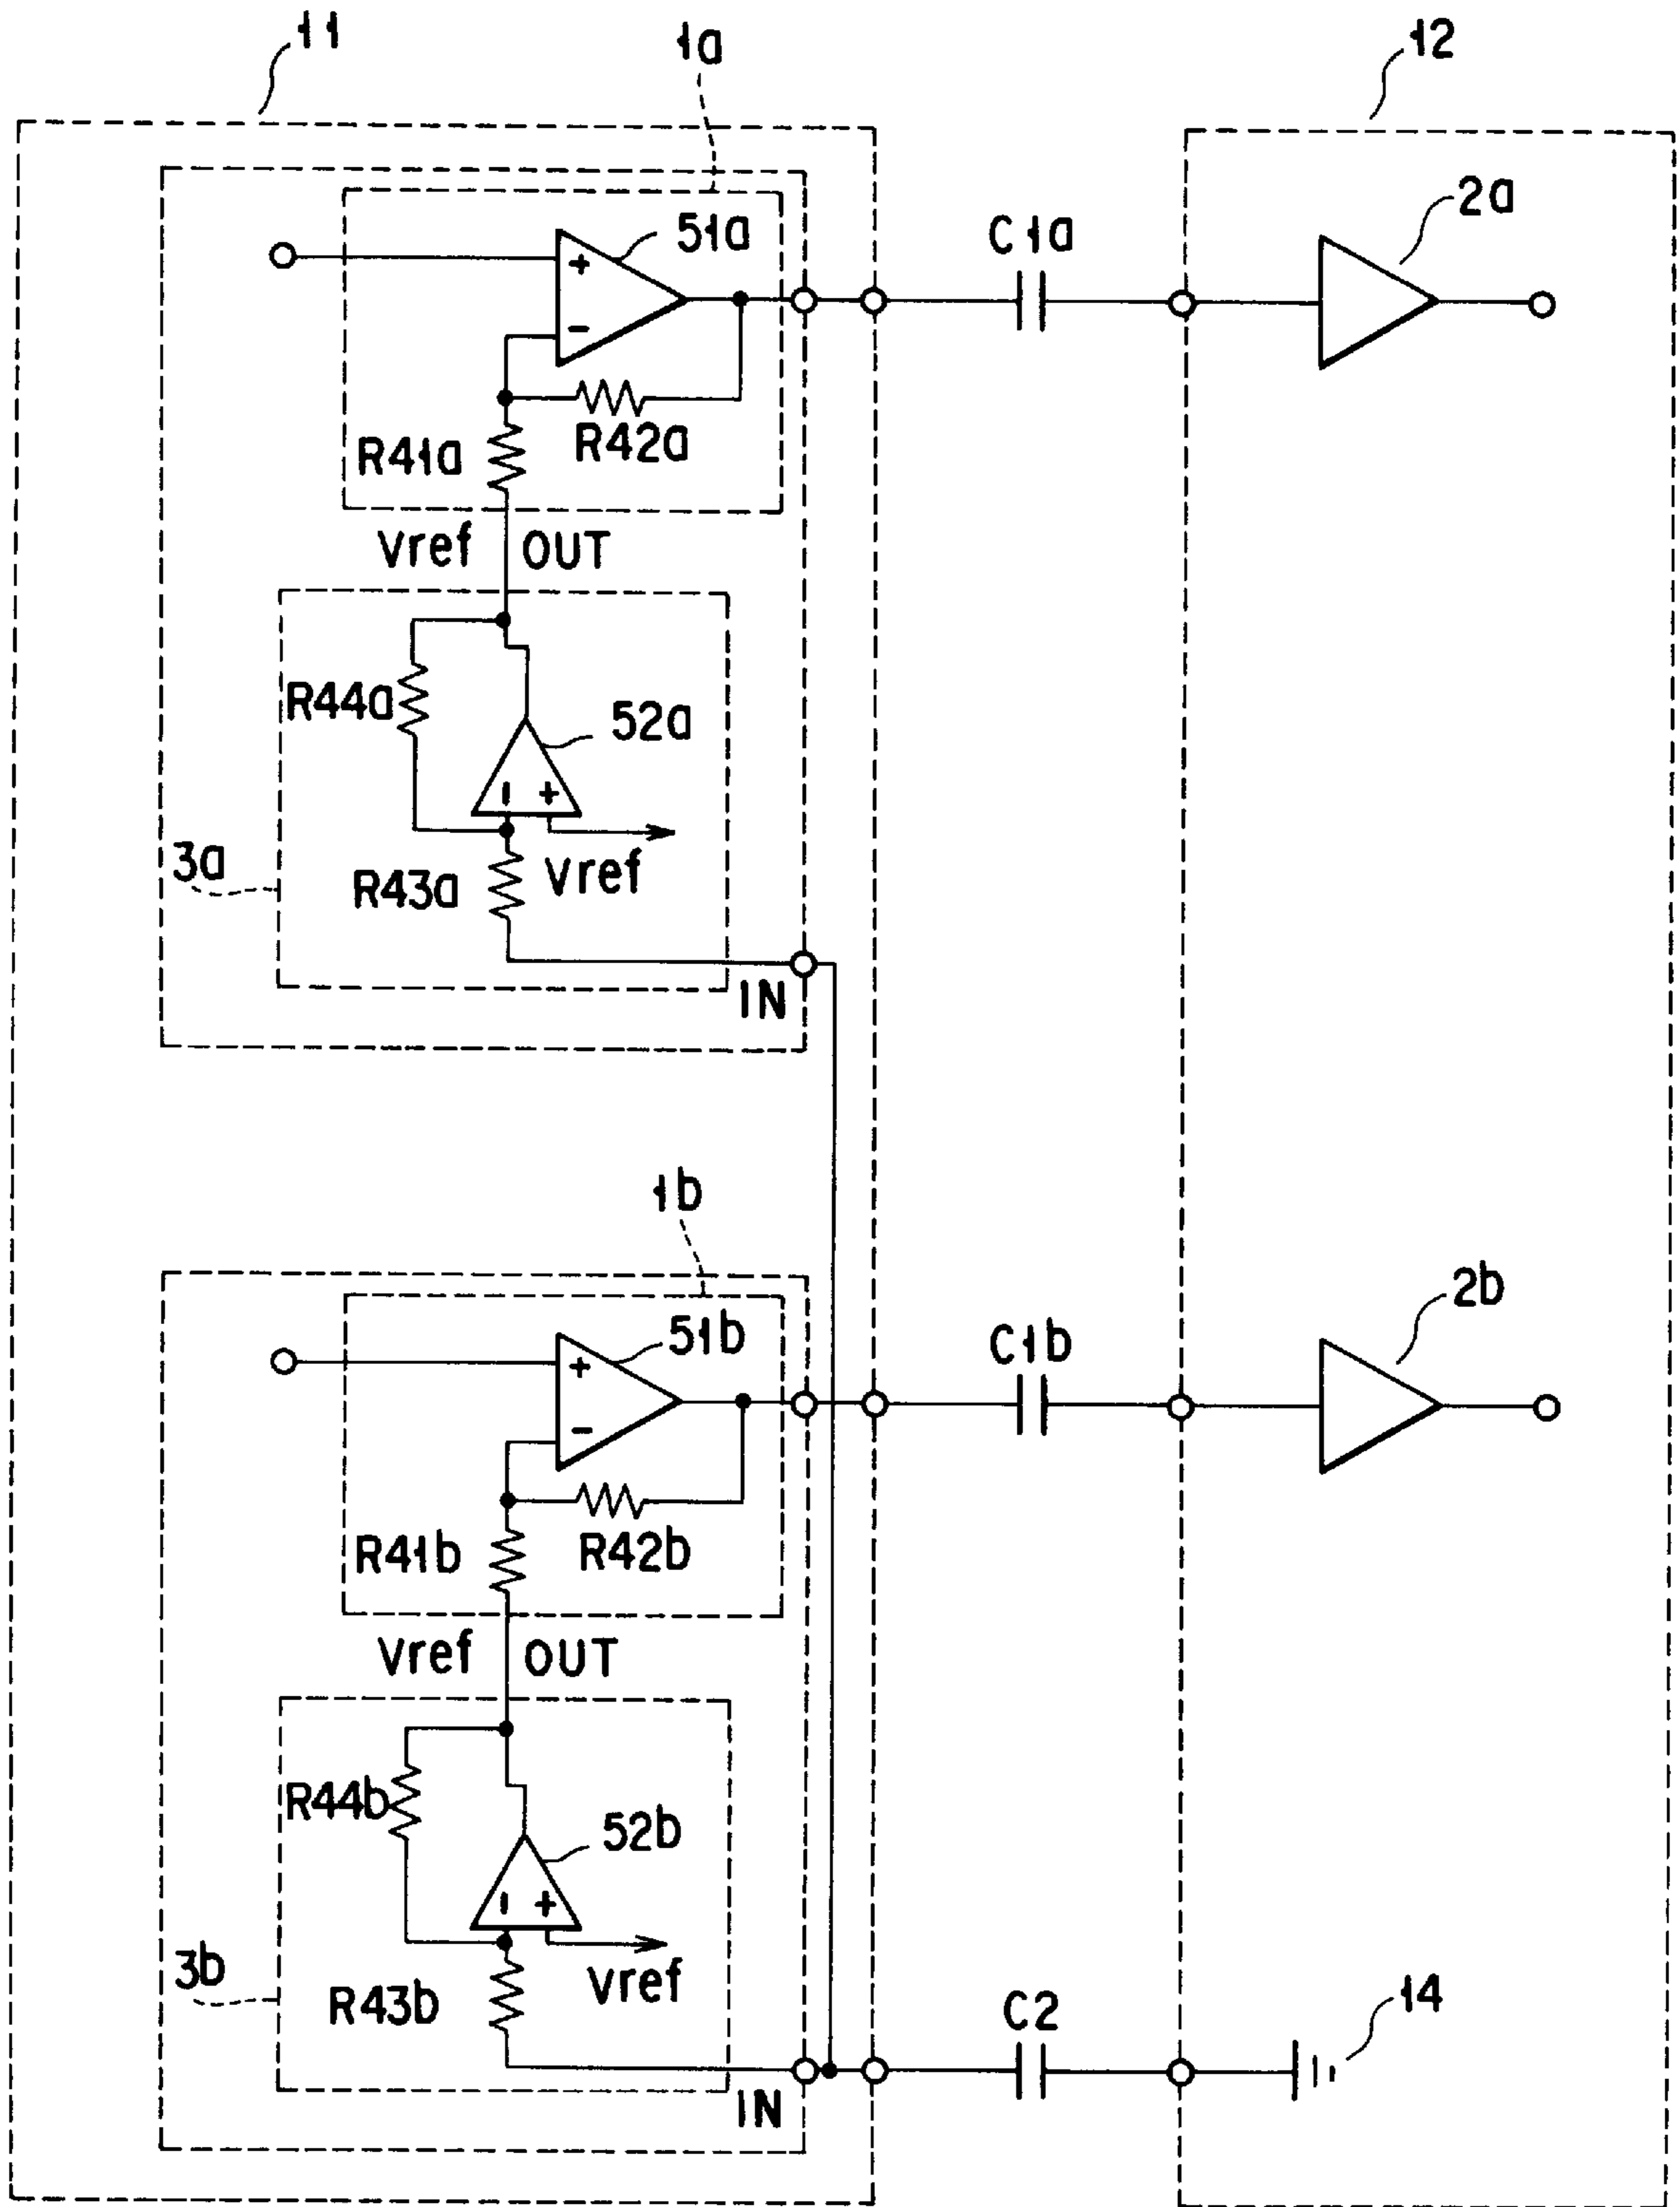 11
1a
12
51a
C1a
2a
+
-
R42a
R41a
Vref OUT
R44a
52a
- +
3a
R43a
Vref
IN
1b
51b
C1b
2b
+
-
R41b
R42b
Vref OUT
R44b
52b
- +
3b
R43b
Vref
C2
14
IN